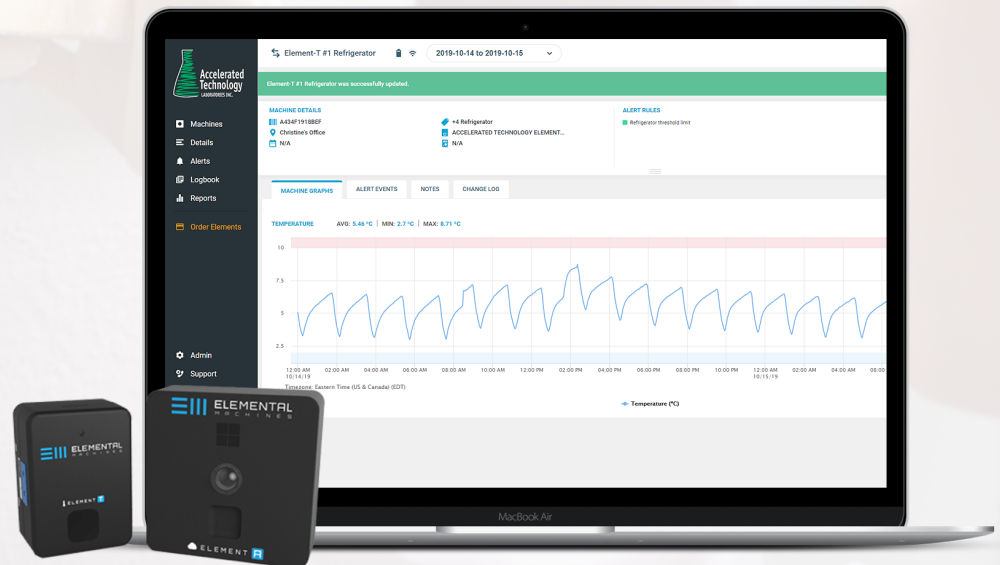 Accelerated
Technology
LABORATORIES INC.
Machines
Details
Alerts
Logbook
Reports
Order Elements
Admin
Support
Element-T #1 Refrigerator
2019-10-14 to 2019-10-15
Element-T #1 Refrigerator was successfully updated.
MACHINE DETAILS
A434F1918BEF
Christine's Office
N/A
+4 Refrigerator
ACCELERATED TECHNOLOGY ELEMENT...
N/A
ALERT RULES
Refrigerator threshold limit
MACHINE GRAPHS
ALERT EVENTS
NOTES
CHANGE LOG
TEMPERATURE AVG: 5.46 °C | MIN: 2.7 °C | MAX: 8.71 °C
10
7.5
5
2.5
12:00 AM 02:00 AM 04:00 AM 06:00 AM 08:00 AM 10:00 AM 12:00 PM 02:00 PM 04:00 PM 06:00 PM 08:00 PM 10:00 PM 12:00 AM 02:00 AM 04:00 AM 06:00
10/14/19 10/15/19
Timezone: Eastern Time (US & Canada) (EDT)
Temperature (°C)
MacBook Air
ELEMENTAL
MACHINES
ELEMENT T
ELEMENTAL
MACHINES
ELEMENT A